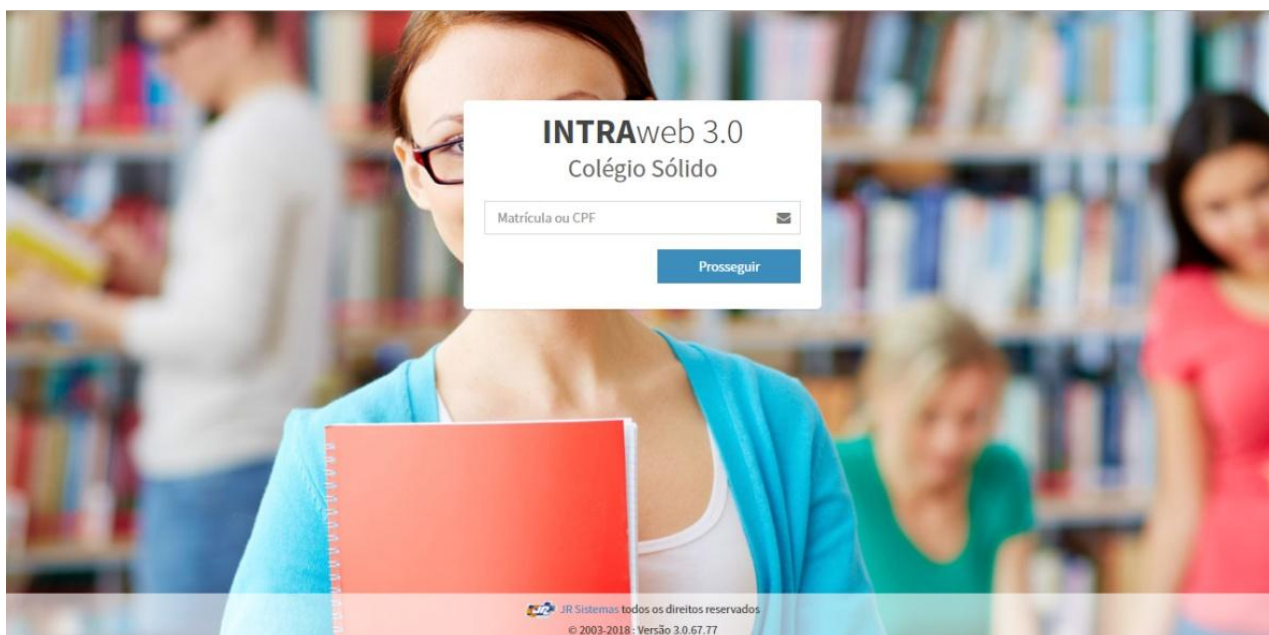 INTRAweb 3.0
Colégio Sólido
Matrícula ou CPF
Prosseguir
JR JR Sistemas todos os direitos reservados
© 2003-2018 : Versão 3.0.67.77